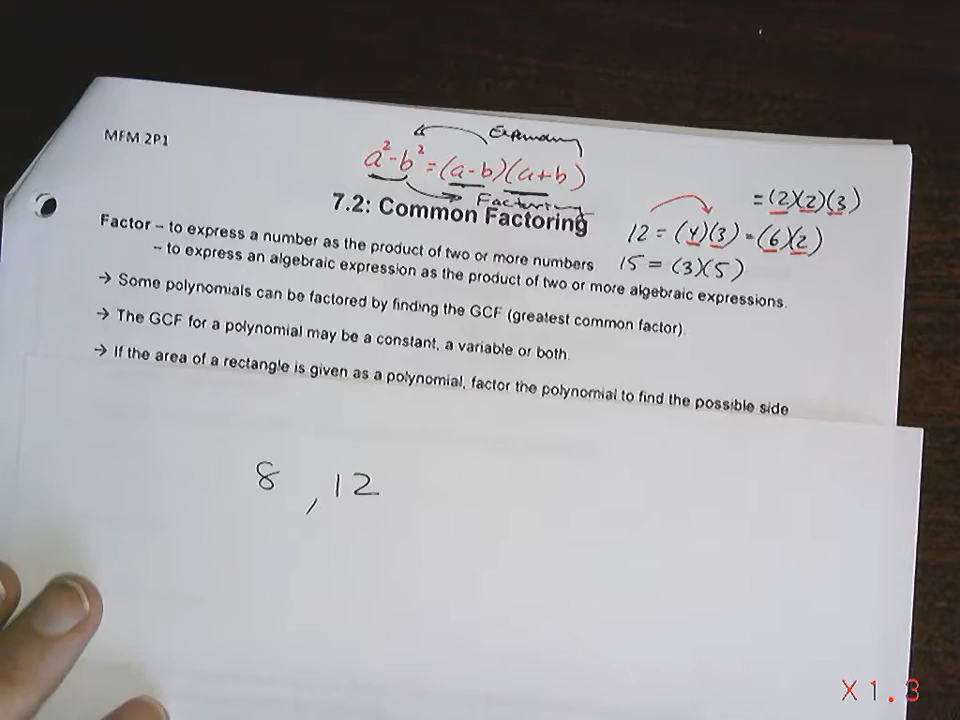 MFM 2P1
Expanding
a²-b² = (a-b)(a+b)
Factoring
7.2: Common Factoring
= (2)(2)(3)
12 = (4)(3) = (6)(2)
15 = (3)(5)
Factor – to express a number as the product of two or more numbers
– to express an algebraic expression as the product of two or more algebraic expressions.
→ Some polynomials can be factored by finding the GCF (greatest common factor).
→ The GCF for a polynomial may be a constant, a variable or both.
→ If the area of a rectangle is given as a polynomial, factor the polynomial to find the possible side
8 , 12
X1.3